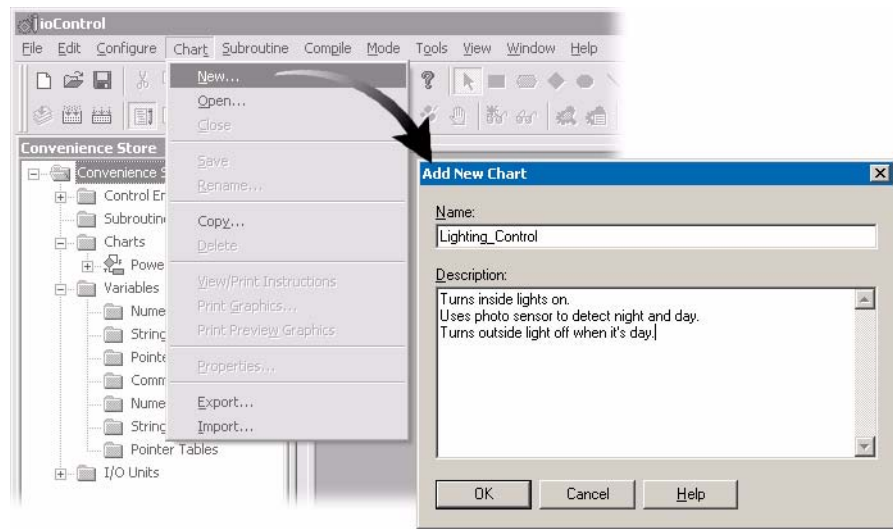 ioControl
File Edit Configure Chart Subroutine Compile Mode Tools View Window Help
New...
Open...
Close
Save
Rename...
Copy...
Delete
View/Print Instructions
Print Graphics...
Print Preview Graphics
Properties...
Export...
Import...
Convenience Store
Convenience S
Control Er
Subroutin
Charts
Powe
Variables
Nume
String
Pointe
Comm
Nume
String
Pointer Tables
I/O Units
Add New Chart
Name:
Lighting_Control
Description:
Turns inside lights on.
Uses photo sensor to detect night and day.
Turns outside light off when it's day.
OK Cancel Help